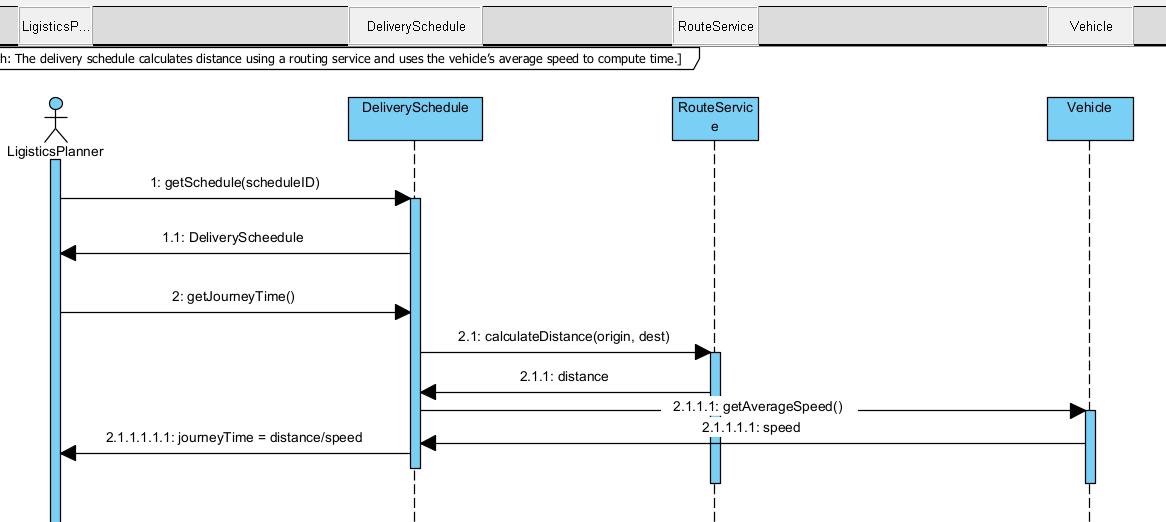 LigisticsP...
DeliverySchedule
RouteService
Vehicle
h: The delivery schedule calculates distance using a routing service and uses the vehicle's average speed to compute time.]
DeliverySchedule
RouteServic
e
Vehicle
LigisticsPlanner
1: getSchedule(scheduleID)
1.1: DeliveryScheedule
2: getJourneyTime()
2.1: calculateDistance(origin, dest)
2.1.1: distance
2.1.1.1: getAverageSpeed()
2.1.1.1.1: speed
2.1.1.1.1.1: journeyTime = distance/speed